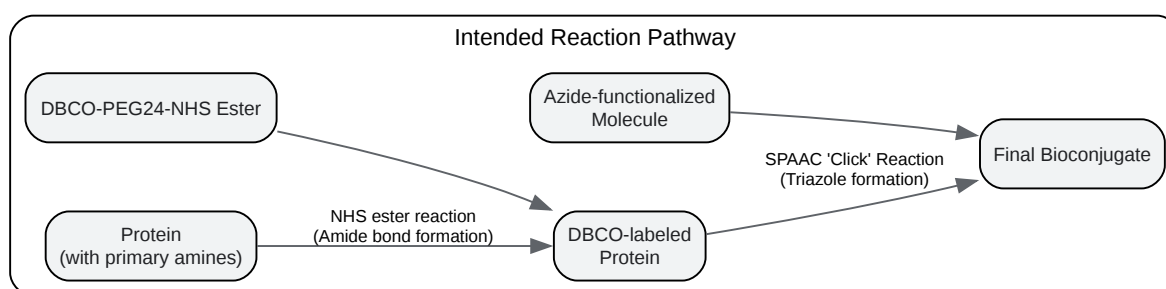 Intended Reaction Pathway
DBCO-PEG24-NHS Ester
Azide-functionalized
Molecule
SPAAC 'Click' Reaction
(Triazole formation)
Final Bioconjugate
Protein
(with primary amines)
NHS ester reaction
(Amide bond formation)
DBCO-labeled
Protein